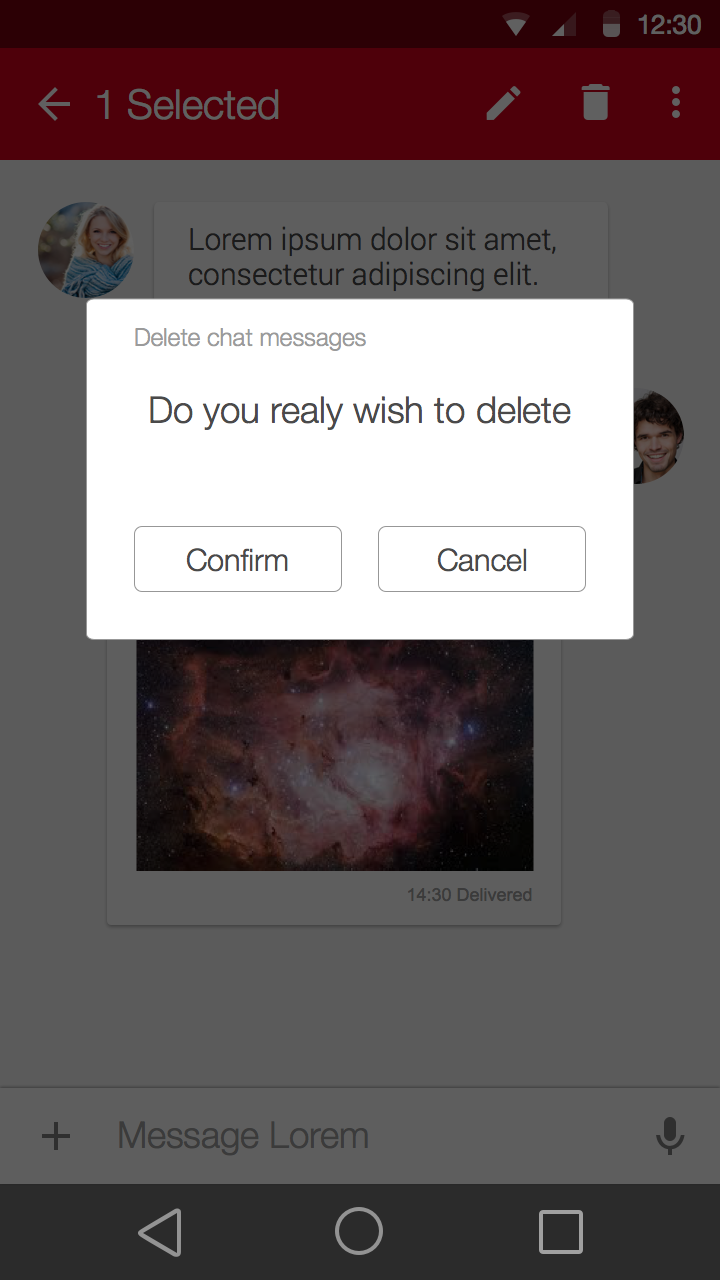 12:30
1 Selected
Lorem ipsum dolor sit amet,
consectetur adipiscing elit.
Delete chat messages
Do you realy wish to delete
Confirm
Cancel
14:30 Delivered
Message Lorem